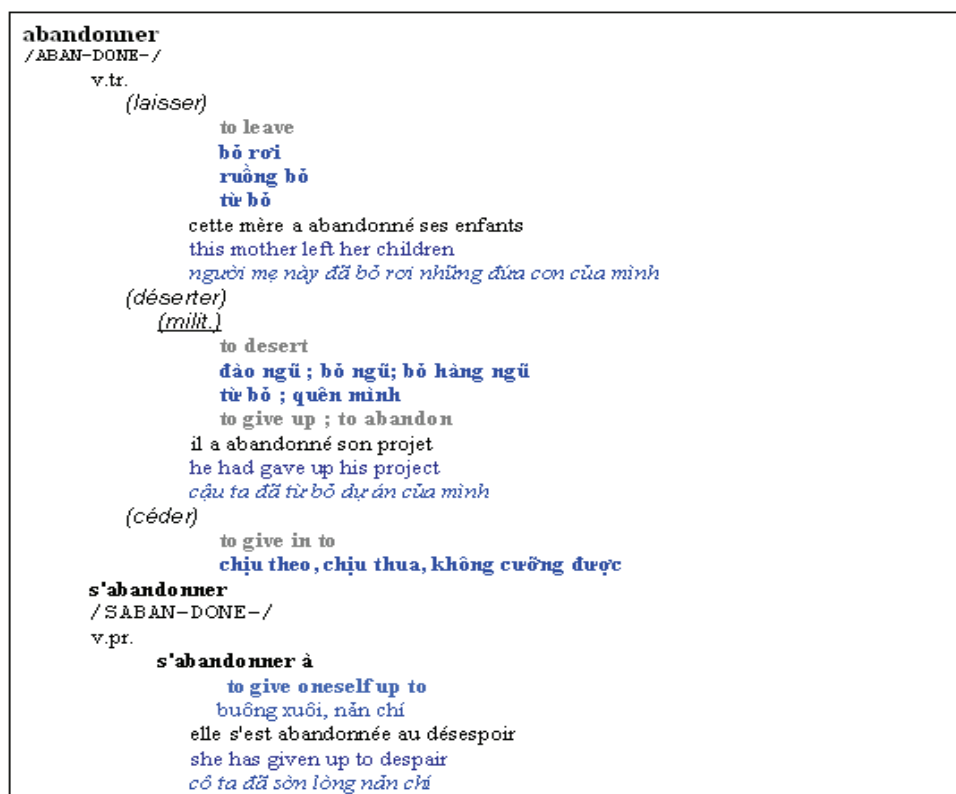 abandonner
/ABAN-DONE-/
v.tr.
(laisser)
to leave
bỏ rơi
ruồng bỏ
từ bỏ
cette mère a abandonné ses enfants
this mother left her children
người mẹ này đã bỏ rơi những đứa con của mình
(déserter)
(milit.)
to desert
đào ngũ ; bỏ ngũ; bỏ hàng ngũ
từ bỏ ; quên mình
to give up ; to abandon
il a abandonné son projet
he had gave up his project
cậu ta đã từ bỏ dự án của mình
(céder)
to give in to
chịu theo, chịu thua, không cưỡng được
s'abandonner
/SABAN-DONE-/
v.pr.
s'abandonner à
to give oneself up to
buông xuôi, nản chí
elle s'est abandonnée au désespoir
she has given up to despair
cô ta đã sờn lòng nản chí